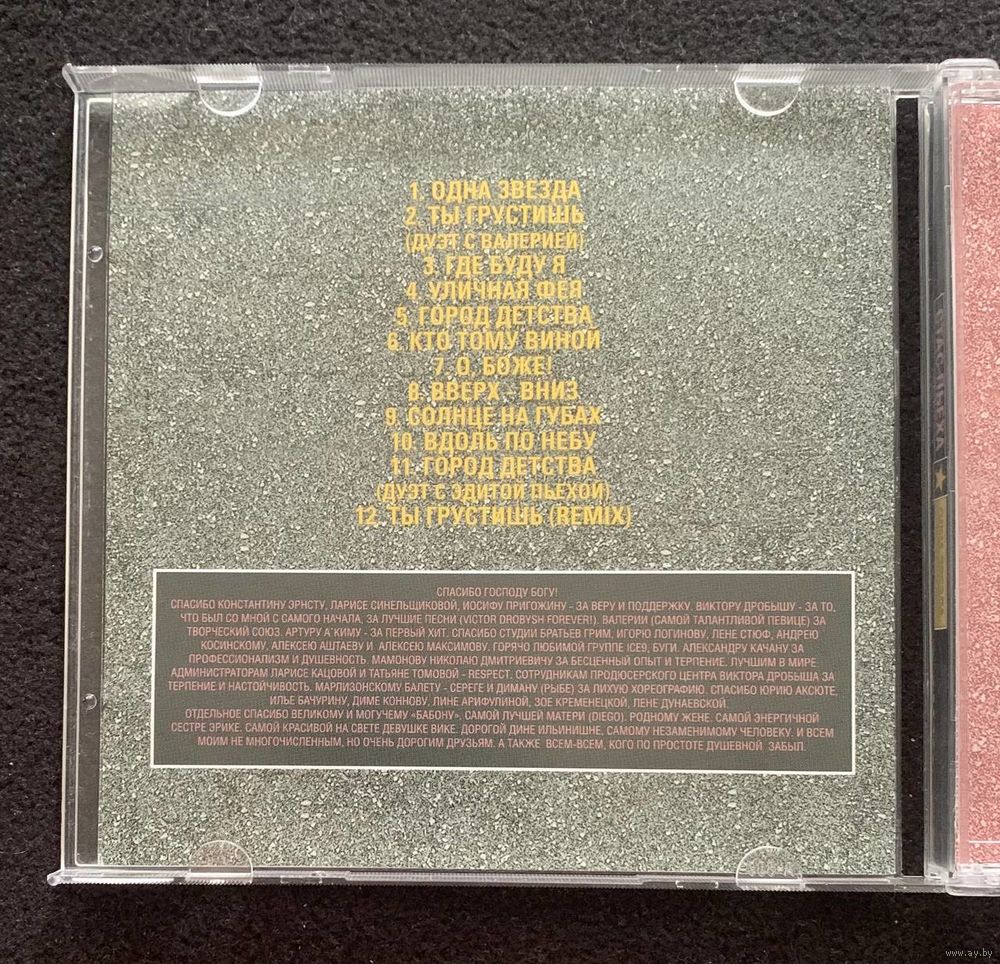 1. ОДНА ЗВЕЗДА
2. ТЫ ГРУСТИШЬ
(ДУЭТ С ВАЛЕРИЕЙ)
3. ГДЕ БУДУ Я
4. УЛИЧНАЯ ФЕЯ
5. ГОРОД ДЕТСТВА
6. КТО ТОМУ ВИНОЙ
7. О, БОЖЕ!
8. ВВЕРХ - ВНИЗ
9. СОЛНЦЕ НА ГУБАХ
10. ВДОЛЬ ПО НЕБУ
11. ГОРОД ДЕТСТВА
(ДУЭТ С ЭДИТОЙ ПЬЕХОЙ)
12. ТЫ ГРУСТИШЬ (REMIX)
СПАСИБО ГОСПОДУ БОГУ!
СПАСИБО КОНСТАНТИНУ ЭРНСТУ, ЛАРИСЕ СИНЕЛЬЩИКОВОЙ, ИОСИФУ ПРИГОЖИНУ - ЗА ВЕРУ И ПОДДЕРЖКУ. ВИКТОРУ ДРОБЫШУ - ЗА ТО,
ЧТО БЫЛ СО МНОЙ С САМОГО НАЧАЛА, ЗА ЛУЧШИЕ ПЕСНИ (VICTOR DROBYSH FOREVER!). ВАЛЕРИИ (САМОЙ ТАЛАНТЛИВОЙ ПЕВИЦЕ) ЗА
ТВОРЧЕСКИЙ СОЮЗ. АРТУРУ А'КИМУ - ЗА ПЕРВЫЙ ХИТ. СПАСИБО СТУДИИ БРАТЬЕВ ГРИМ, ИГОРЮ ЛОГИНОВУ, ЛЕНЕ СТЮФ, АНДРЕЮ
КОСИНСКОМУ, АЛЕКСЕЮ АШТАЕВУ И АЛЕКСЕЮ МАКСИМОВУ. ГОРЯЧО ЛЮБИМОЙ ГРУППЕ ICE9, БУГИ. АЛЕКСАНДРУ КАЧАНУ ЗА
ПРОФЕССИОНАЛИЗМ И ДУШЕВНОСТЬ. МАМОНОВУ НИКОЛАЮ ДМИТРИЕВИЧУ ЗА БЕСЦЕННЫЙ ОПЫТ И ТЕРПЕНИЕ. ЛУЧШИМ В МИРЕ
АДМИНИСТРАТОРАМ ЛАРИСЕ КАЦОВОЙ И ТАТЬЯНЕ ТОМОВОЙ - RESPECT. СОТРУДНИКАМ ПРОДЮСЕРСКОГО ЦЕНТРА ВИКТОРА ДРОБЫША ЗА
ТЕРПЕНИЕ И НАСТОЙЧИВОСТЬ. МАРЛИЗОНСКОМУ БАЛЕТУ - СЕРЕГЕ И ДИМАНУ (РЫБЕ) ЗА ЛИХУЮ ХОРЕОГРАФИЮ. СПАСИБО ЮРИЮ АКСЮТЕ,
ИЛЬЕ БАЧУРИНУ, ДИМЕ КОННОВУ, ЛИНЕ АРИФУЛИНОЙ, ЗОЕ КРЕМЕНЕЦКОЙ, ЛЕНЕ ДУНАЕВСКОЙ.
ОТДЕЛЬНОЕ СПАСИБО ВЕЛИКОМУ И МОГУЧЕМУ «БАБОНУ», САМОЙ ЛУЧШЕЙ МАТЕРИ (DIEGO). РОДНОМУ ЖЕНЕ. САМОЙ ЭНЕРГИЧНОЙ
СЕСТРЕ ЭРИКЕ. САМОЙ КРАСИВОЙ НА СВЕТЕ ДЕВУШКЕ ВИКЕ. ДОРОГОЙ ДИНЕ ИЛЬИНИШНЕ, САМОМУ НЕЗАМЕНИМОМУ ЧЕЛОВЕКУ. И ВСЕМ
МОИМ НЕ МНОГОЧИСЛЕННЫМ, НО ОЧЕНЬ ДОРОГИМ ДРУЗЬЯМ. А ТАКЖЕ ВСЕМ-ВСЕМ, КОГО ПО ПРОСТОТЕ ДУШЕВНОЙ ЗАБЫЛ.
СТАС ПЬЕХА
www.ay.by